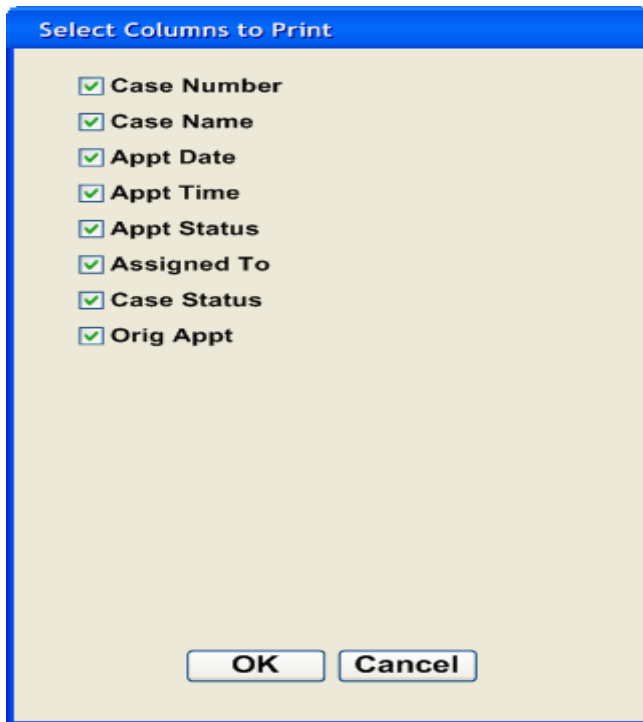 Select Columns to Print
Case Number
Case Name
Appt Date
Appt Time
Appt Status
Assigned To
Case Status
Orig Appt
OK Cancel